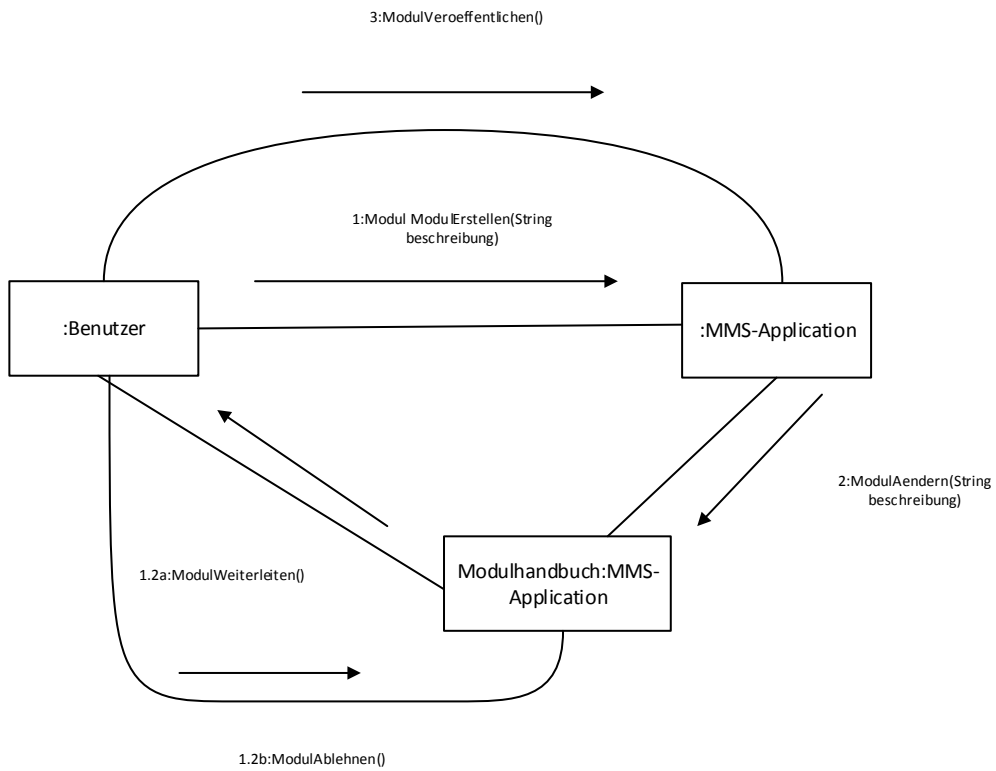 3:ModulVeroeffentlichen()
1:Modul ModulErstellen(String
beschreibung)
:Benutzer
:MMS-Application
2:ModulAendern(String
beschreibung)
Modulhandbuch:MMS-
Application
1.2a:ModulWeiterleiten()
1.2b:ModulAblehnen()